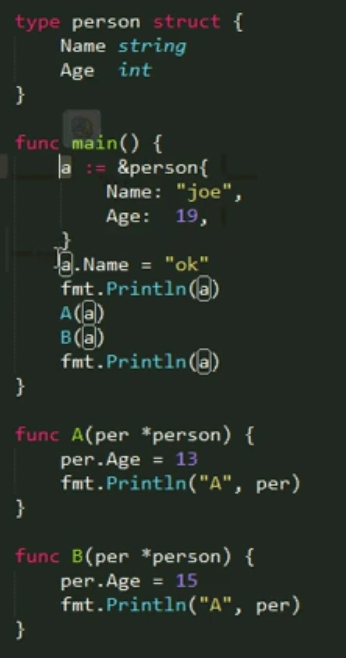 type person struct {
    Name string
    Age  int
}

func main() {
    a := &person{
        Name: "joe",
        Age:  19,
    }
    a.Name = "ok"
    fmt.Println(a)
    A(a)
    B(a)
    fmt.Println(a)
}

func A(per *person) {
    per.Age = 13
    fmt.Println("A", per)
}

func B(per *person) {
    per.Age = 15
    fmt.Println("A", per)
}